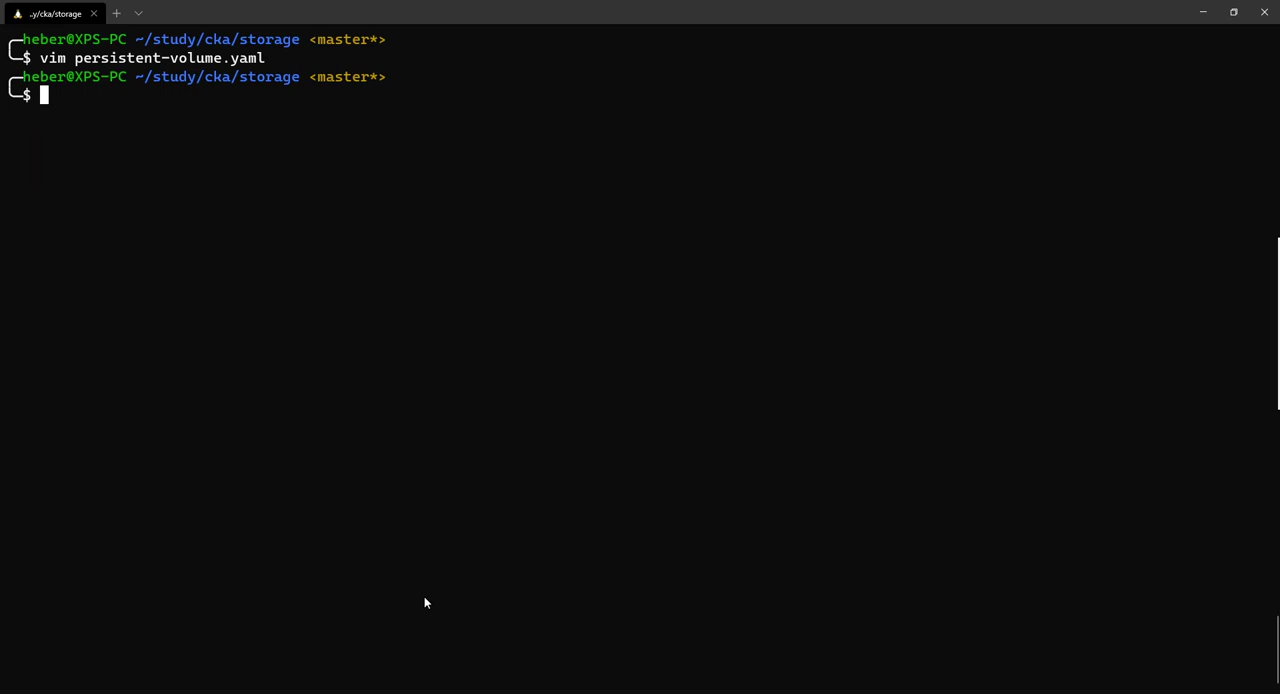 ..y/cka/storage
heber@XPS-PC ~/study/cka/storage <master*>
$ vim persistent-volume.yaml
heber@XPS-PC ~/study/cka/storage <master*>
$